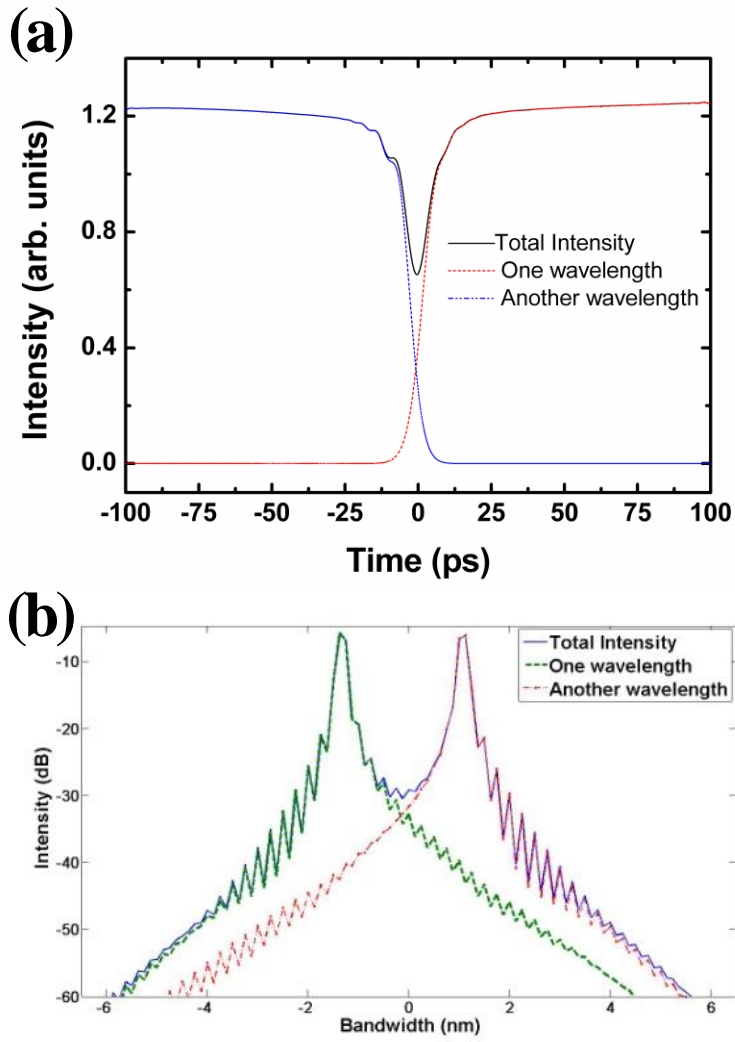 (a)
Intensity (arb. units)
1.2
0.8
0.4
0.0
Total Intensity
One wavelength
Another wavelength
-100 -75 -50 -25 0 25 50 75 100
Time (ps)
(b)
Intensity (dB)
-10
-20
-30
-40
-50
-60
Total Intensity
One wavelength
Another wavelength
-6 -4 -2 0 2 4 6
Bandwidth (nm)